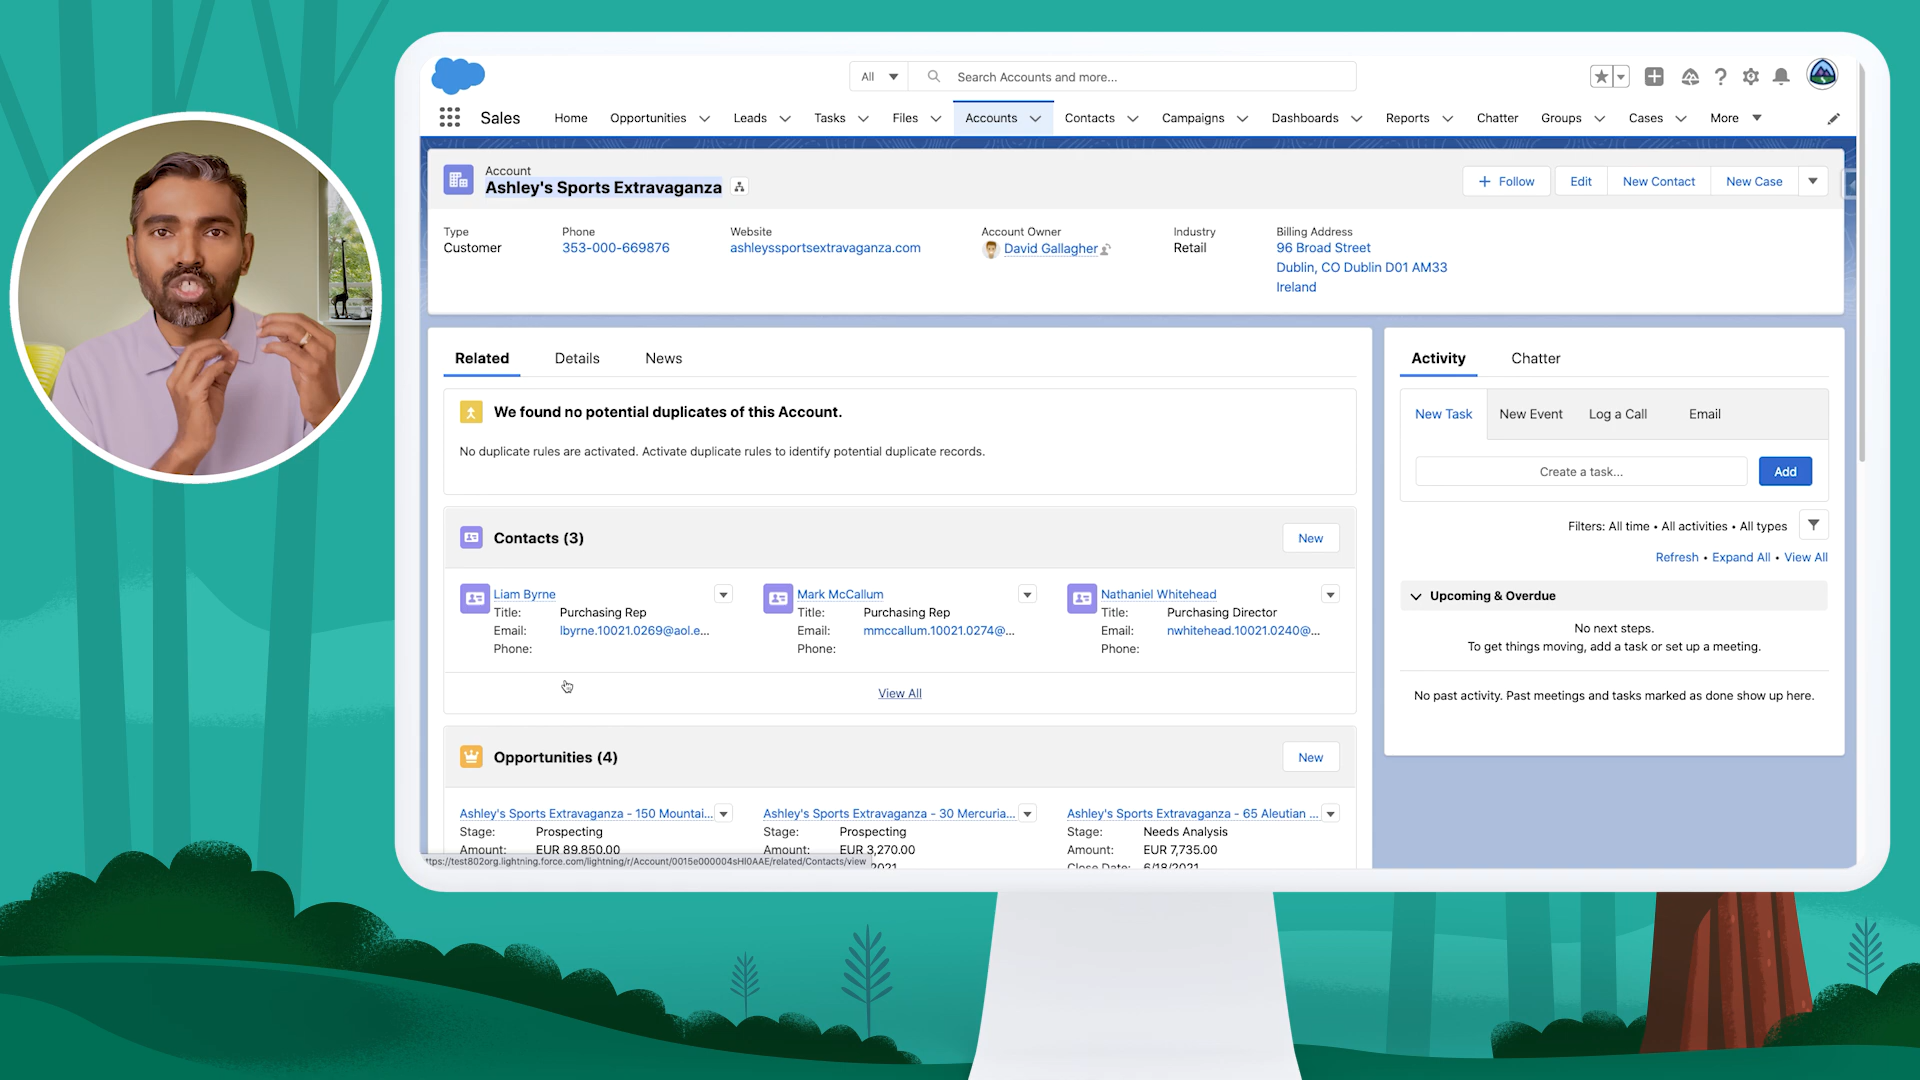 All
Search Accounts and more...
Sales Home Opportunities Leads Tasks Files Accounts Contacts Campaigns Dashboards Reports Chatter Groups Cases More
Account
Ashley's Sports Extravaganza
+ Follow Edit New Contact New Case
Type Phone Website Account Owner Industry Billing Address
Customer 353-000-669876 ashleyssportsextravaganza.com David Gallagher Retail 96 Broad Street
Dublin, CO Dublin D01 AM33
Ireland
Related Details News
We found no potential duplicates of this Account.
No duplicate rules are activated. Activate duplicate rules to identify potential duplicate records.
Contacts (3) New
Liam Byrne Mark McCallum Nathaniel Whitehead
Title: Purchasing Rep Title: Purchasing Rep Title: Purchasing Director
Email: lbyrne.10021.0269@aol.e... Email: mmccallum.10021.0274@... Email: nwhitehead.10021.0240@...
Phone: Phone: Phone:
View All
Opportunities (4) New
Ashley's Sports Extravaganza - 150 Mountai... Ashley's Sports Extravaganza - 30 Mercuria... Ashley's Sports Extravaganza - 65 Aleutian ...
Stage: Prospecting Stage: Prospecting Stage: Needs Analysis
Amount: EUR 89,850.00 Amount: EUR 3,270.00 Amount: EUR 7,735.00
Close Date: 6/18/2021
Activity Chatter
New Task New Event Log a Call Email
Create a task... Add
Filters: All time • All activities • All types
Refresh • Expand All • View All
Upcoming & Overdue
No next steps.
To get things moving, add a task or set up a meeting.
No past activity. Past meetings and tasks marked as done show up here.